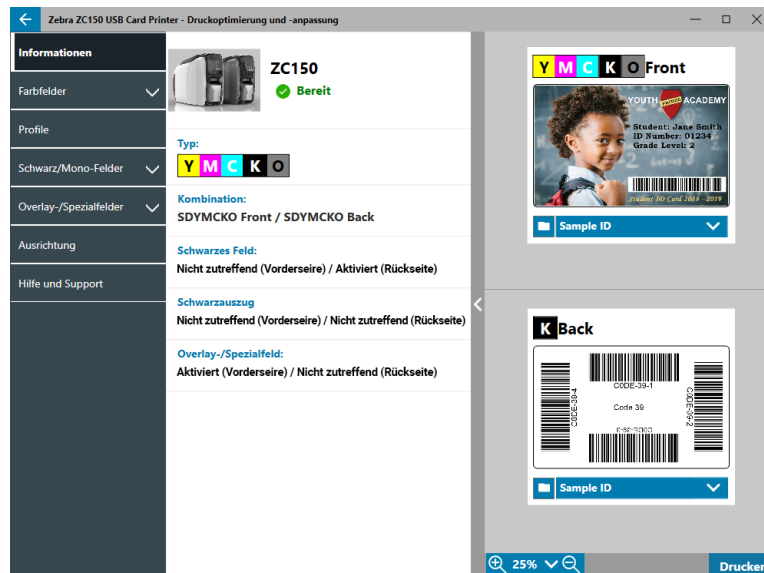 Zebra ZC150 USB Card Printer - Druckoptimierung und -anpassung
Informationen
Farbfelder
Profile
Schwarz/Mono-Felder
Overlay-/Spezialfelder
Ausrichtung
Hilfe und Support
ZC150
Bereit
Typ:
Y M C K O
Kombination:
SDYMCKO Front / SDYMCKO Back
Schwarzes Feld:
Nicht zutreffend (Vorderseire) / Aktiviert (Rückseite)
Schwarzauszug
Nicht zutreffend (Vorderseire) / Nicht zutreffend (Rückseite)
Overlay-/Spezialfeld:
Aktiviert (Vorderseire) / Nicht zutreffend (Rückseite)
Y M C K O Front
YOUTH ACADEMY
Student: Jane Smith
ID Number: 01234
Grade Level: 2
Student ID Card 2018 - 2019
Sample ID
K Back
CODE-39-1
CODE-39-4
Code 39
CODE-39-2
CODE-39-3
Sample ID
25%
Drucken